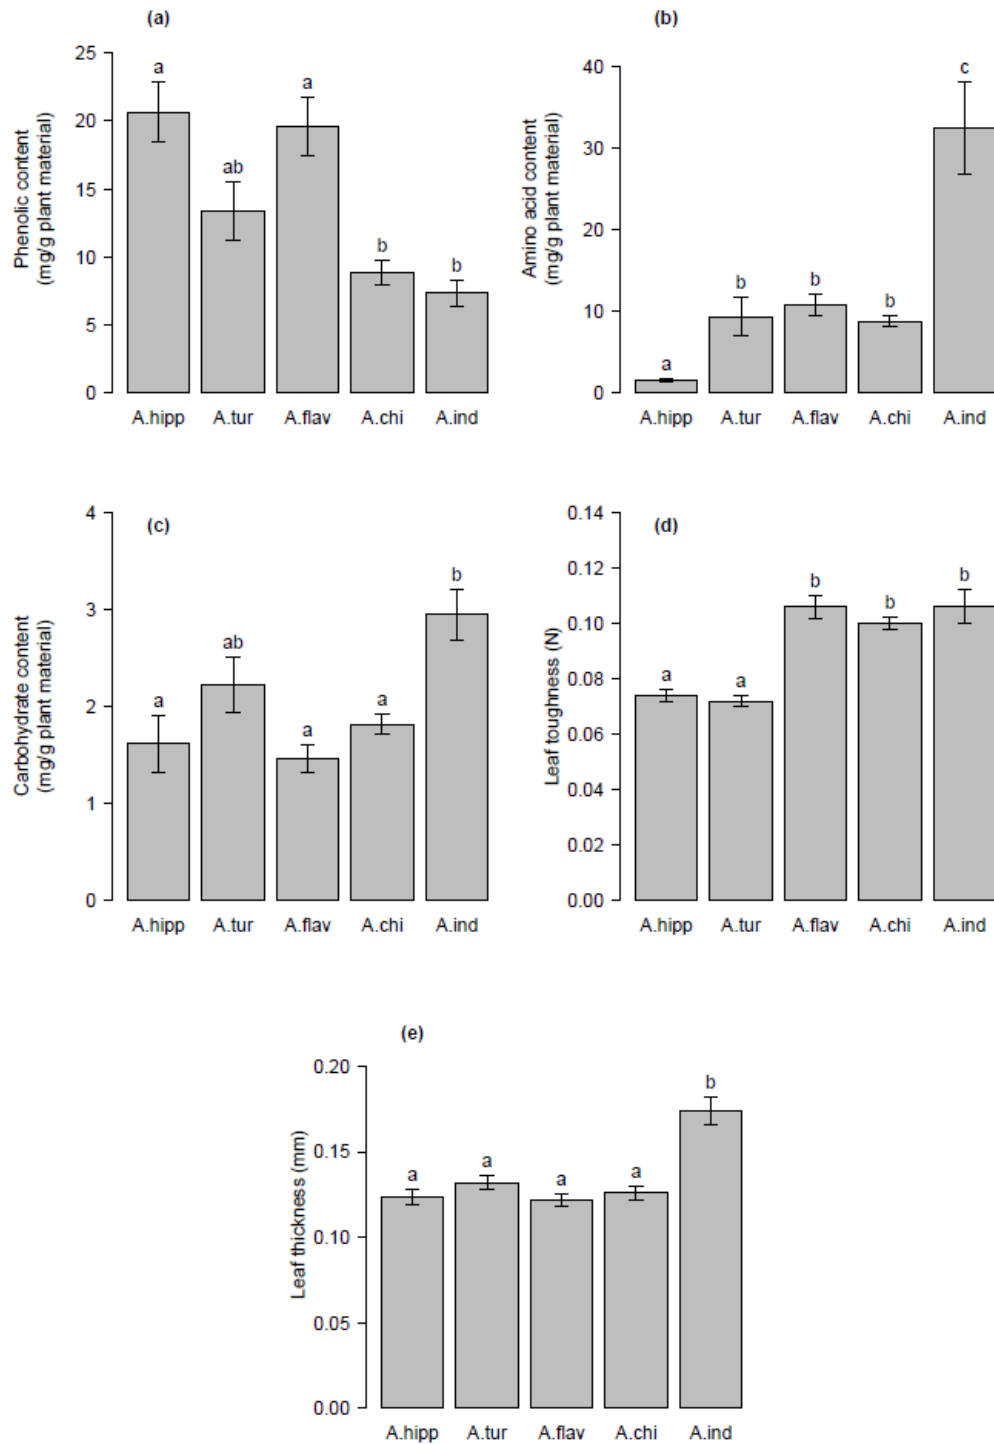 (a)
Phenolic content
(mg/g plant material)
25
20
15
10
5
0
a
ab
a
b
b
A.hipp A.tur A.flav A.chi A.ind
(b)
Amino acid content
(mg/g plant material)
40
30
20
10
0
a
b
b
b
c
A.hipp A.tur A.flav A.chi A.ind
(c)
Carbohydrate content
(mg/g plant material)
4
3
2
1
0
a
ab
a
a
b
A.hipp A.tur A.flav A.chi A.ind
(d)
Leaf toughness (N)
0.14
0.12
0.10
0.08
0.06
0.04
0.02
0.00
a
a
b
b
b
A.hipp A.tur A.flav A.chi A.ind
(e)
Leaf thickness (mm)
0.20
0.15
0.10
0.05
0.00
a
a
a
a
b
A.hipp A.tur A.flav A.chi A.ind